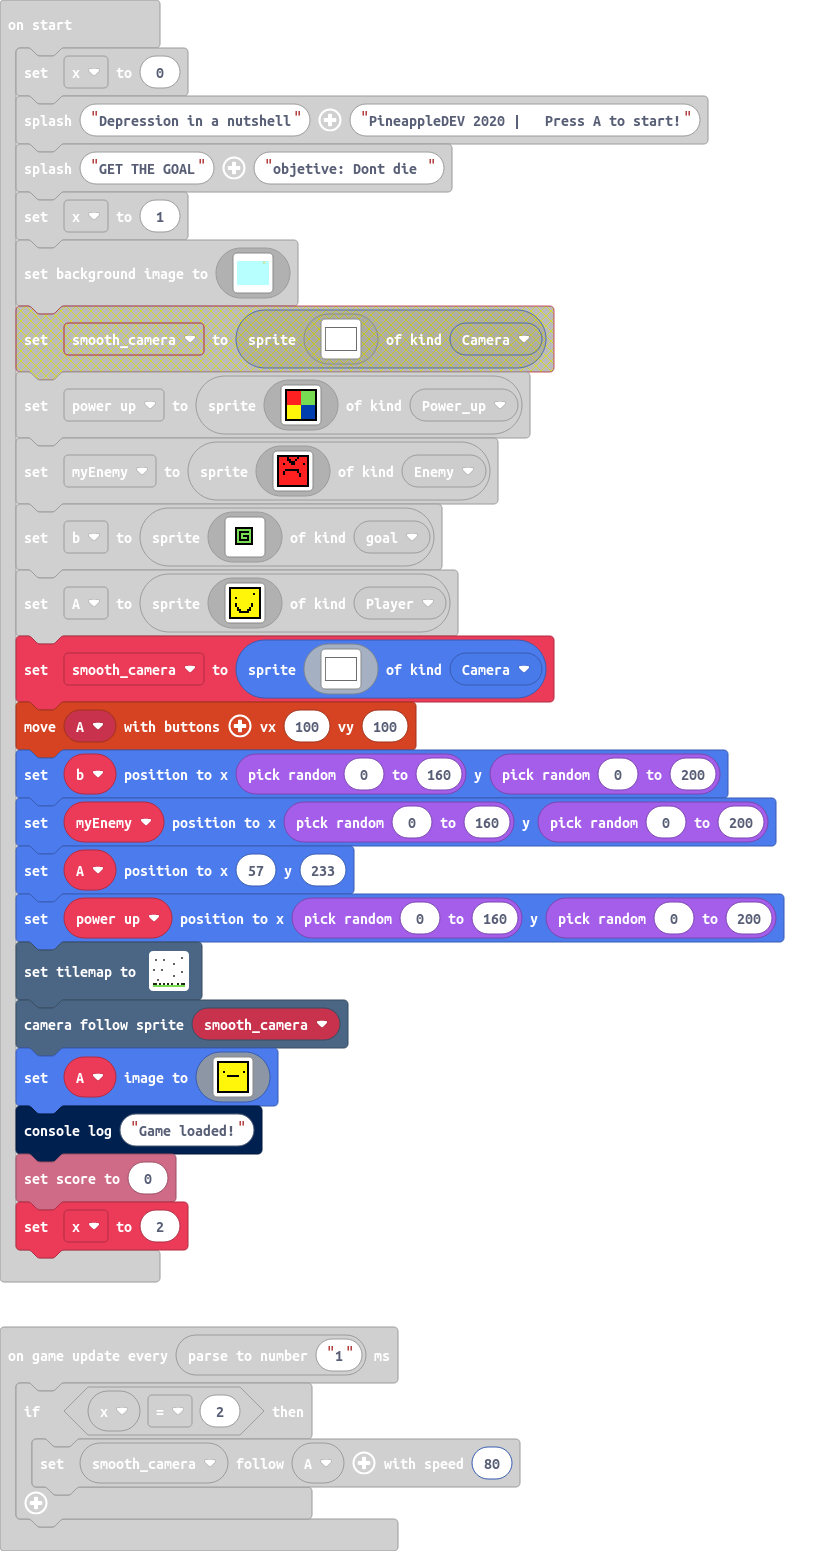 on start
set x to 0
splash "Depression in a nutshell" "PineappleDEV 2020 |   Press A to start!"
splash "GET THE GOAL" "objetive: Dont die "
set x to 1
set background image to
set smooth_camera to sprite of kind Camera
set power up to sprite of kind Power_up
set myEnemy to sprite of kind Enemy
set b to sprite of kind goal
set A to sprite of kind Player
set smooth_camera to sprite of kind Camera
move A with buttons vx 100 vy 100
set b position to x pick random 0 to 160 y pick random 0 to 200
set myEnemy position to x pick random 0 to 160 y pick random 0 to 200
set A position to x 57 y 233
set power up position to x pick random 0 to 160 y pick random 0 to 200
set tilemap to
camera follow sprite smooth_camera
set A image to
console log "Game loaded!"
set score to 0
set x to 2
on game update every parse to number "1" ms
if x = 2 then
set smooth_camera follow A with speed 80